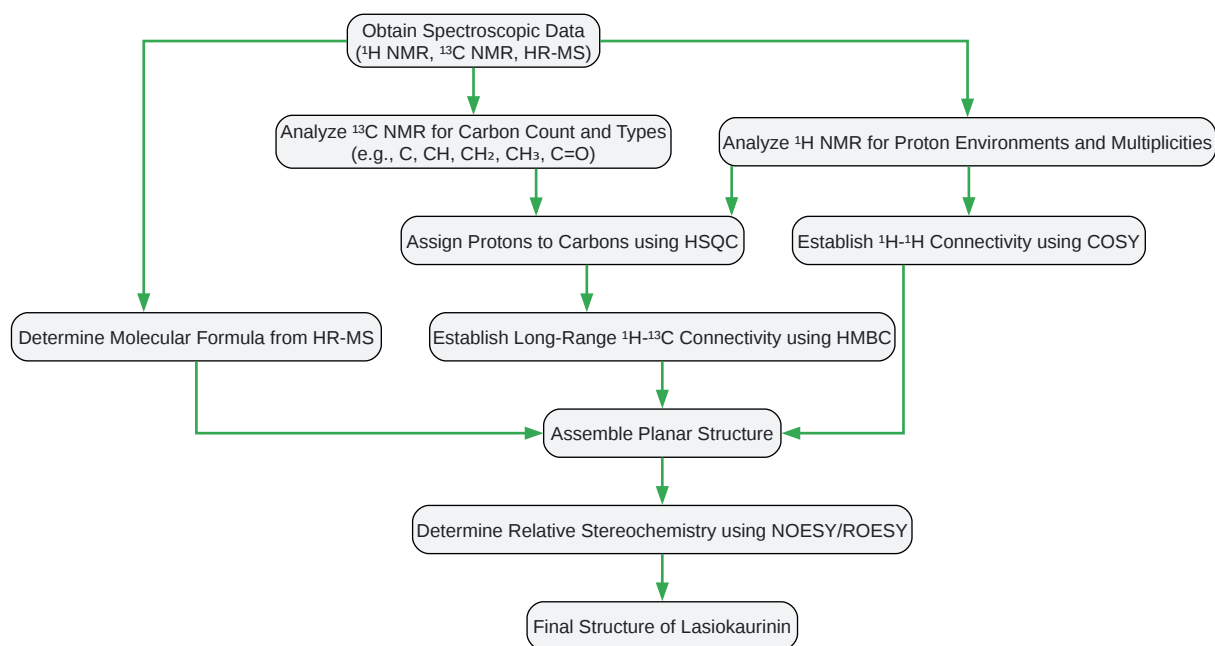 Obtain Spectroscopic Data
(¹H NMR, ¹³C NMR, HR-MS)
Analyze ¹³C NMR for Carbon Count and Types
(e.g., C, CH, CH₂, CH₃, C=O)
Analyze ¹H NMR for Proton Environments and Multiplicities
Assign Protons to Carbons using HSQC
Establish ¹H-¹H Connectivity using COSY
Determine Molecular Formula from HR-MS
Establish Long-Range ¹H-¹³C Connectivity using HMBC
Assemble Planar Structure
Determine Relative Stereochemistry using NOESY/ROESY
Final Structure of Lasiokaurinin